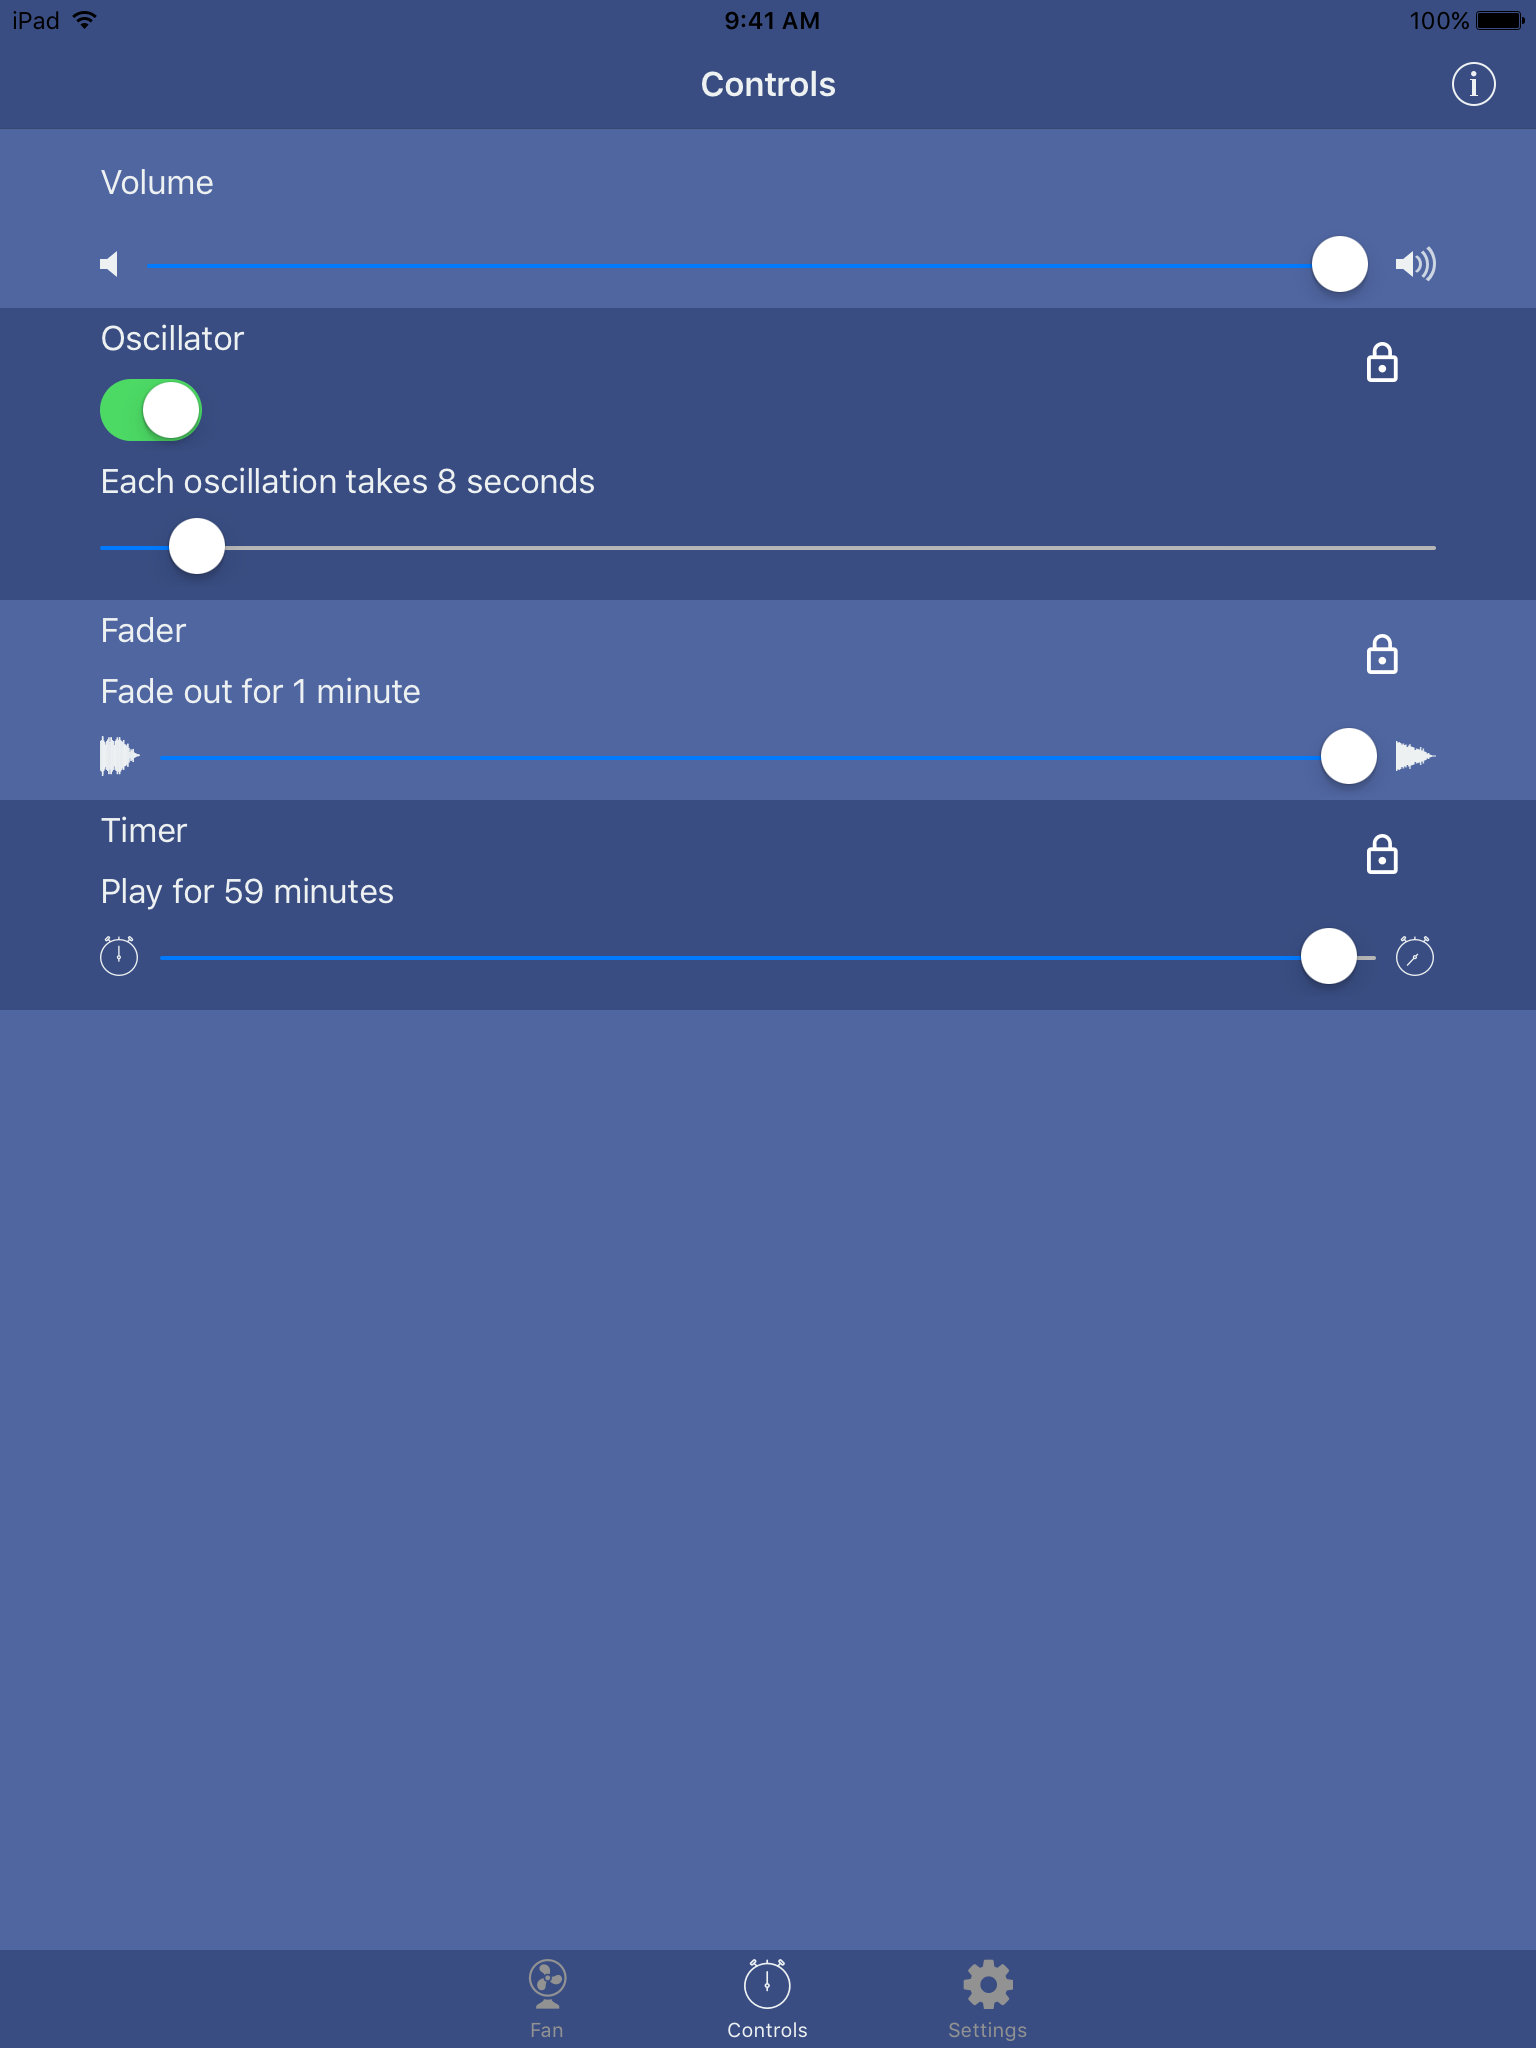 iPad 9:41 AM 100%
Controls
Volume
Oscillator
Each oscillation takes 8 seconds
Fader
Fade out for 1 minute
Timer
Play for 59 minutes
Fan Controls Settings